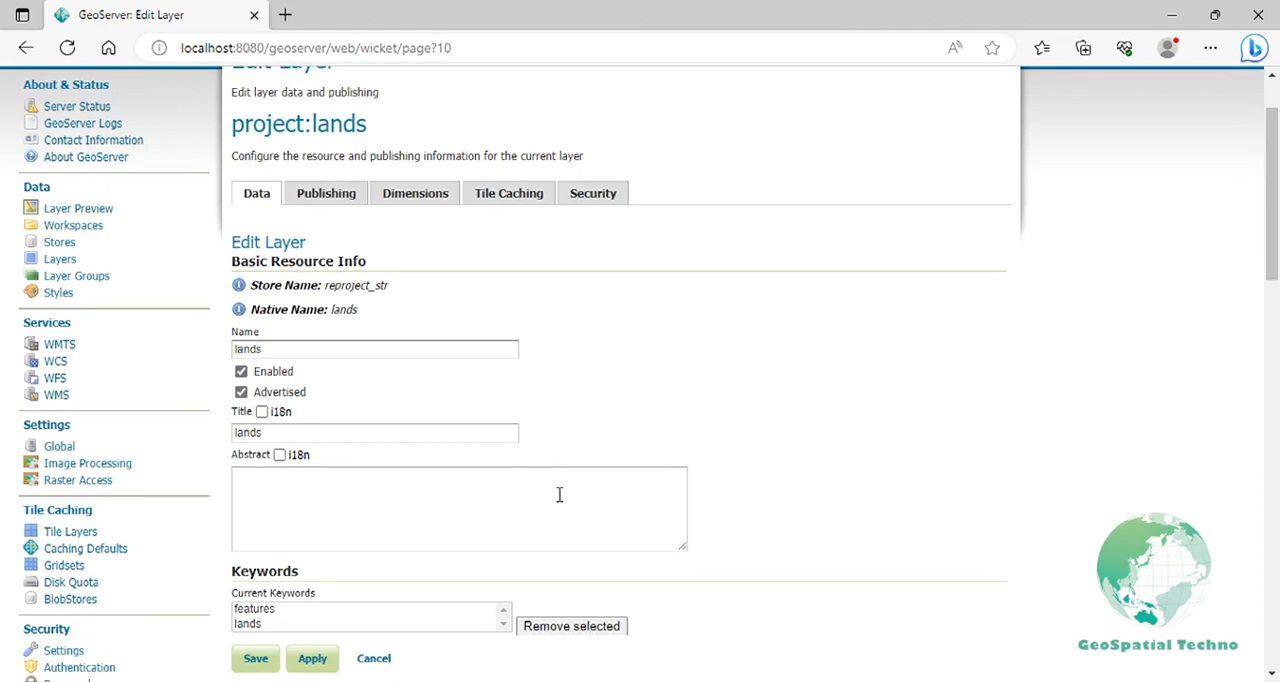 GeoServer: Edit Layer
localhost:8080/geoserver/web/wicket/page?10
About & Status
Server Status
GeoServer Logs
Contact Information
About GeoServer
Data
Layer Preview
Workspaces
Stores
Layers
Layer Groups
Styles
Services
WMTS
WCS
WFS
WMS
Settings
Global
Image Processing
Raster Access
Tile Caching
Tile Layers
Caching Defaults
Gridsets
Disk Quota
BlobStores
Security
Settings
Authentication
Edit Layer
Edit layer data and publishing
project:lands
Configure the resource and publishing information for the current layer
Data Publishing Dimensions Tile Caching Security
Edit Layer
Basic Resource Info
Store Name: reproject_str
Native Name: lands
Name
lands
Enabled
Advertised
Title i18n
lands
Abstract i18n
Keywords
Current Keywords
features
lands
Remove selected
Save Apply Cancel
GeoSpatial Techno